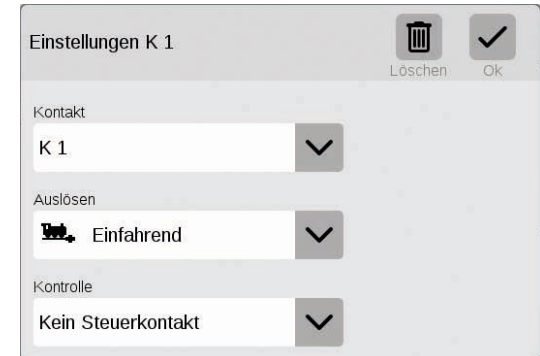 Einstellungen K 1
Löschen Ok
Kontakt
K 1
Auslösen
Einfahrend
Kontrolle
Kein Steuerkontakt